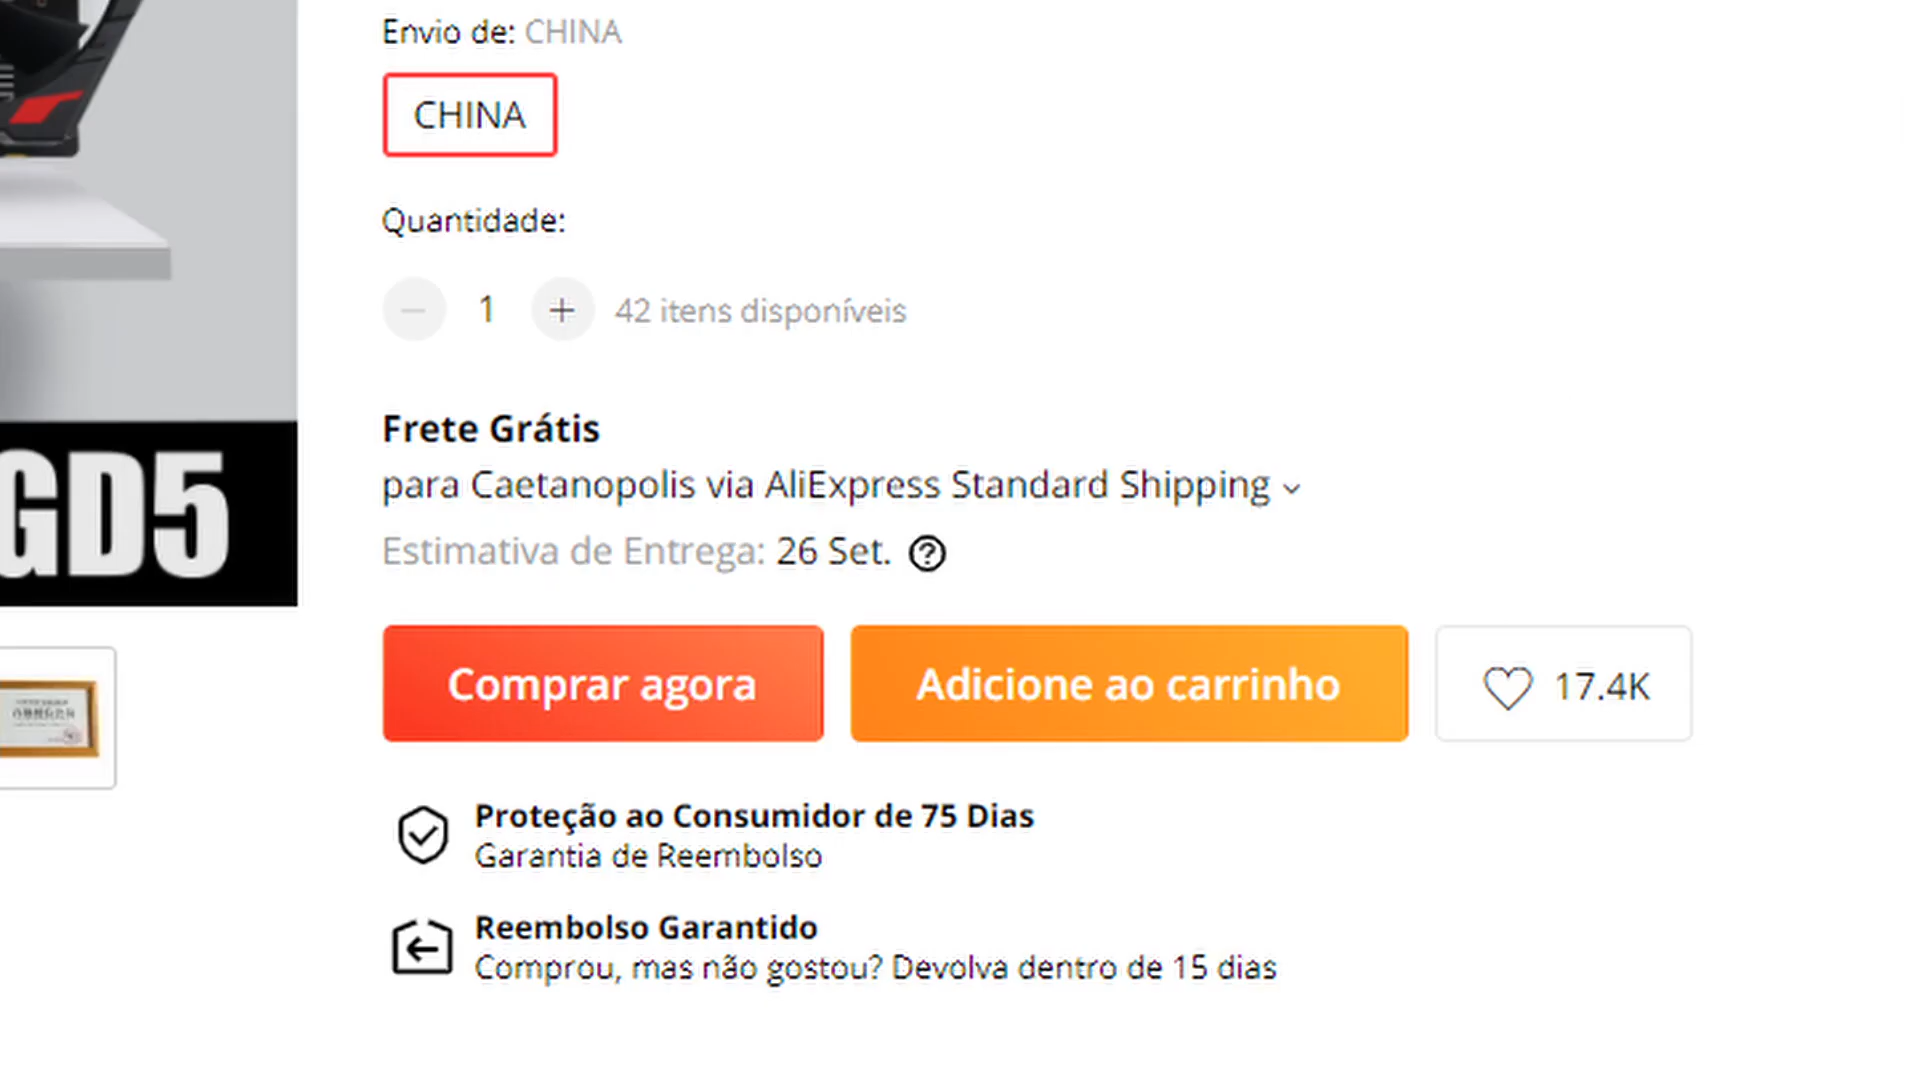 Envio de: CHINA
CHINA
Quantidade:
1 42 itens disponíveis
Frete Grátis
para Caetanopolis via AliExpress Standard Shipping
Estimativa de Entrega: 26 Set.
GD5
Comprar agora
Adicione ao carrinho
17.4K
Proteção ao Consumidor de 75 Dias
Garantia de Reembolso
Reembolso Garantido
Comprou, mas não gostou? Devolva dentro de 15 dias